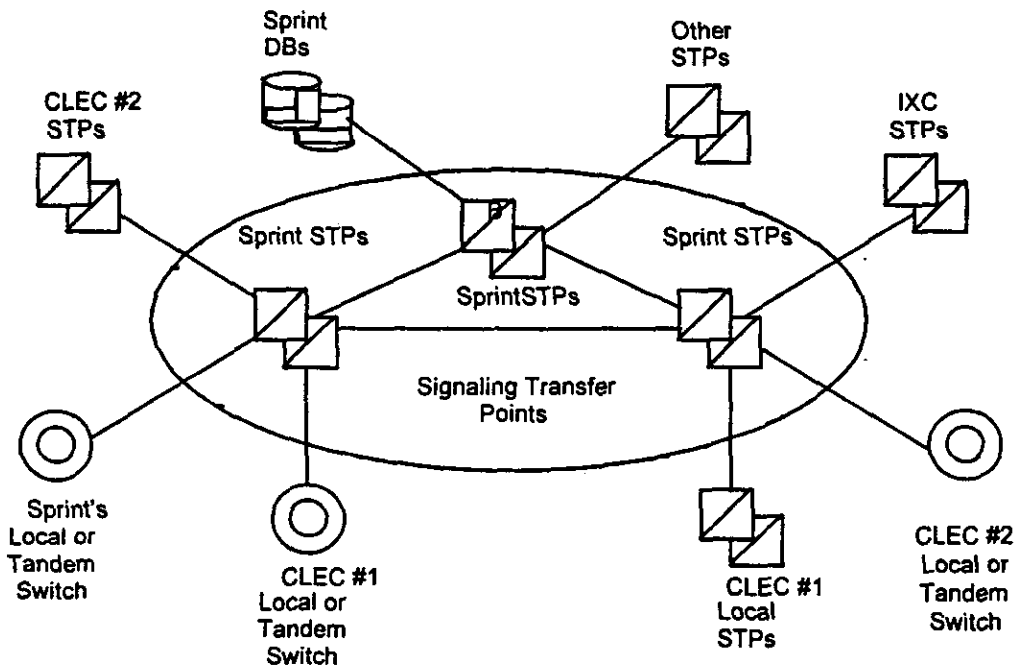 Sprint
DBs
Other
STPs
CLEC #2
STPs
IXC
STPs
Sprint STPs
Sprint STPs
SprintSTPs
Signaling Transfer
Points
Sprint's
Local or
Tandem
Switch
CLEC #1
Local or
Tandem
Switch
CLEC #1
Local
STPs
CLEC #2
Local or
Tandem
Switch